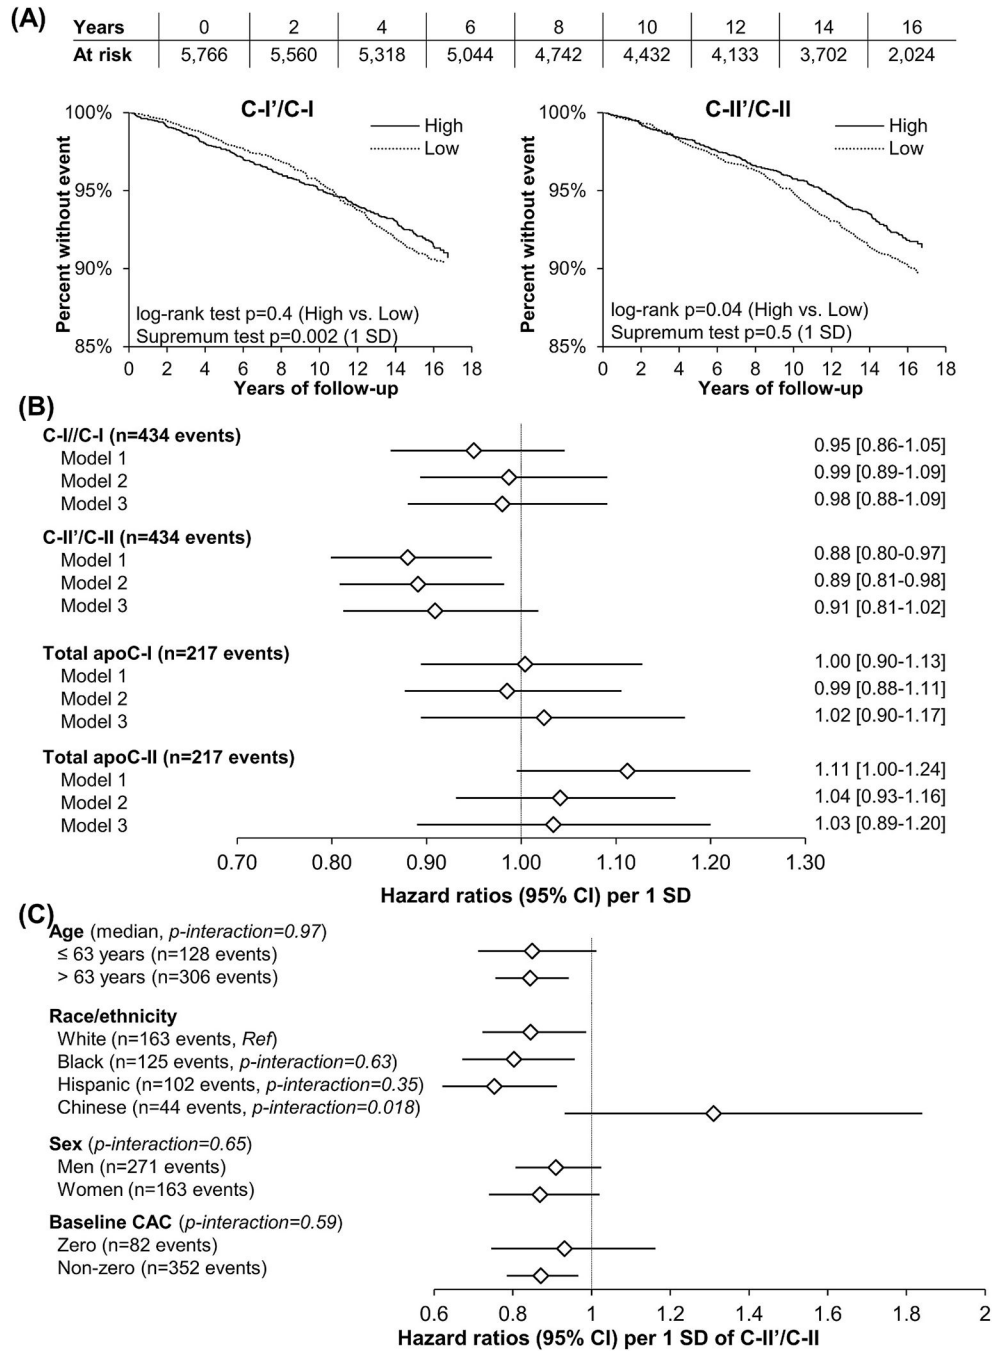 (A)
Years 0 2 4 6 8 10 12 14 16
At risk 5,766 5,560 5,318 5,044 4,742 4,432 4,133 3,702 2,024
C-I’/C-I
100%
95%
90%
85%
Percent without event
High
Low
log-rank test p=0.4 (High vs. Low)
Supremum test p=0.002 (1 SD)
0 2 4 6 8 10 12 14 16 18
Years of follow-up
C-II’/C-II
100%
95%
90%
85%
Percent without event
High
Low
log-rank p=0.04 (High vs. Low)
Supremum test p=0.5 (1 SD)
0 2 4 6 8 10 12 14 16 18
Years of follow-up
(B)
C-I//C-I (n=434 events)
Model 1 0.95 [0.86-1.05]
Model 2 0.99 [0.89-1.09]
Model 3 0.98 [0.88-1.09]
C-II’/C-II (n=434 events)
Model 1 0.88 [0.80-0.97]
Model 2 0.89 [0.81-0.98]
Model 3 0.91 [0.81-1.02]
Total apoC-I (n=217 events)
Model 1 1.00 [0.90-1.13]
Model 2 0.99 [0.88-1.11]
Model 3 1.02 [0.90-1.17]
Total apoC-II (n=217 events)
Model 1 1.11 [1.00-1.24]
Model 2 1.04 [0.93-1.16]
Model 3 1.03 [0.89-1.20]
0.70 0.80 0.90 1.00 1.10 1.20 1.30
Hazard ratios (95% CI) per 1 SD
(C)
Age (median, p-interaction=0.97)
≤ 63 years (n=128 events)
> 63 years (n=306 events)
Race/ethnicity
White (n=163 events, Ref)
Black (n=125 events, p-interaction=0.63)
Hispanic (n=102 events, p-interaction=0.35)
Chinese (n=44 events, p-interaction=0.018)
Sex (p-interaction=0.65)
Men (n=271 events)
Women (n=163 events)
Baseline CAC (p-interaction=0.59)
Zero (n=82 events)
Non-zero (n=352 events)
0.6 0.8 1 1.2 1.4 1.6 1.8 2
Hazard ratios (95% CI) per 1 SD of C-II’/C-II